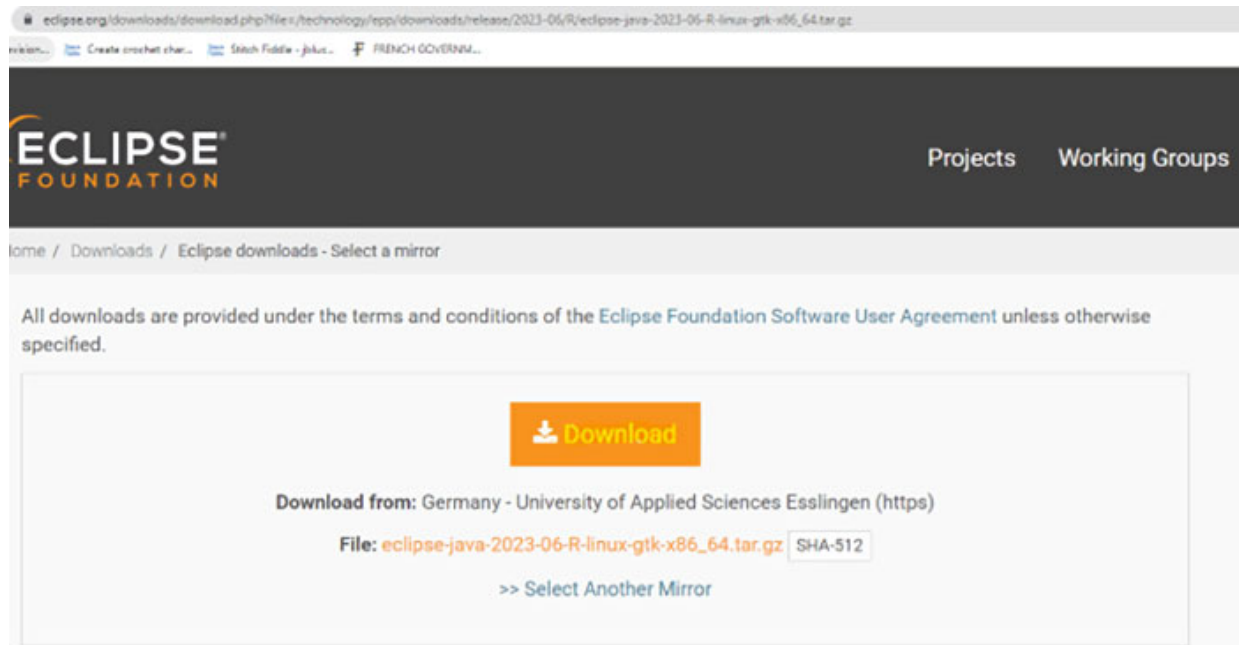 eclipse.org/downloads/download.php?file=/technology/epp/downloads/release/2023-06/R/eclipse-java-2023-06-R-linux-gtk-x86_64.tar.gz
Create crochet char... Stitch Fiddle - jblus... FRENCH GOVERNM...
ECLIPSE
FOUNDATION
Projects Working Groups
ome / Downloads / Eclipse downloads - Select a mirror
All downloads are provided under the terms and conditions of the Eclipse Foundation Software User Agreement unless otherwise
specified.
Download
Download from: Germany - University of Applied Sciences Esslingen (https)
File: eclipse-java-2023-06-R-linux-gtk-x86_64.tar.gz SHA-512
>> Select Another Mirror